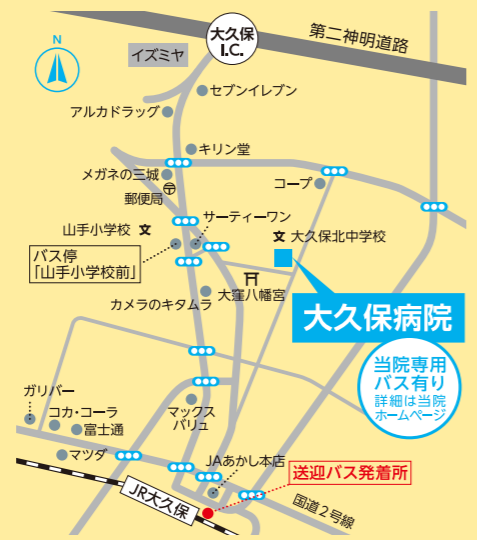 大久保
I.C.
第二神明道路
N
イズミヤ
セブンイレブン
アルカドラッグ
キリン堂
メガネの三城
郵便局
コープ
山手小学校 文
サーティーワン
文 大久保北中学校
バス停
「山手小学校前」
大窪八幡宮
カメラのキタムラ
大久保病院
当院専用
バス有り
詳細は当院
ホームページ
ガリバー
コカ・コーラ
富士通
マックス
バリュ
マツダ
JAあかし本店
送迎バス発着所
JR大久保
国道2号線